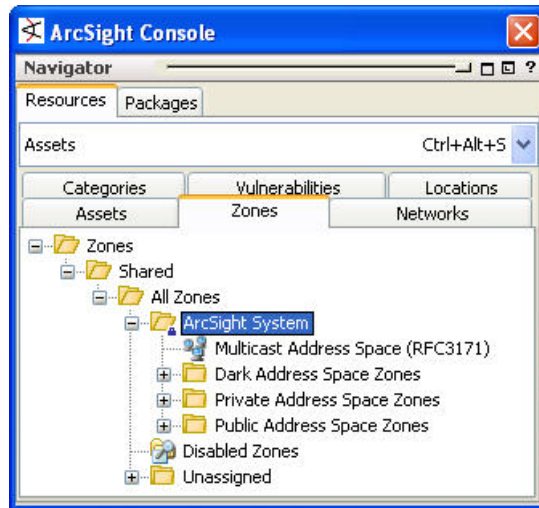 ArcSight Console
Navigator ?
Resources Packages
Assets Ctrl+Alt+S
Categories Vulnerabilities Locations
Assets Zones Networks
Zones
Shared
All Zones
ArcSight System
Multicast Address Space (RFC3171)
Dark Address Space Zones
Private Address Space Zones
Public Address Space Zones
Disabled Zones
Unassigned